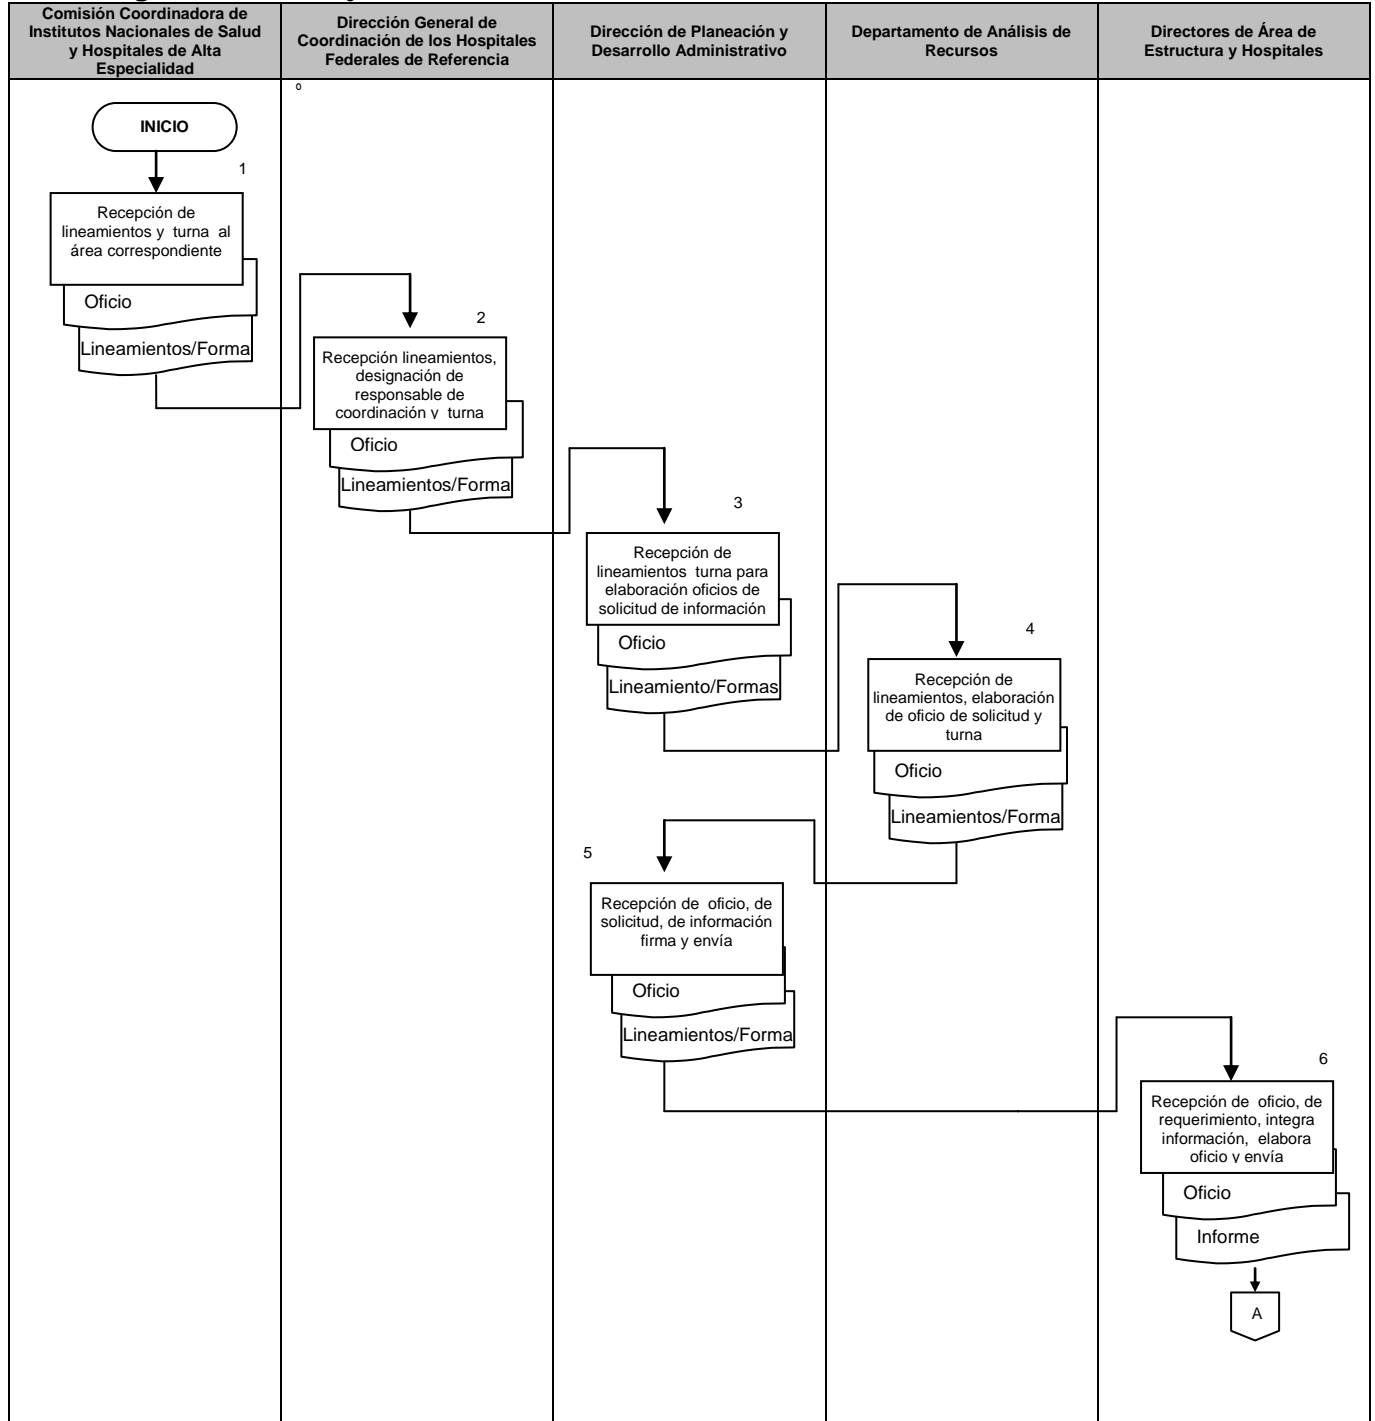 Comisión Coordinadora de
Institutos Nacionales de Salud
y Hospitales de Alta
Especialidad
Dirección General de
Coordinación de los Hospitales
Federales de Referencia
Dirección de Planeación y
Desarrollo Administrativo
Departamento de Análisis de
Recursos
Directores de Área de
Estructura y Hospitales
º
INICIO
1
Recepción de
lineamientos y turna al
área correspondiente
Oficio
Lineamientos/Forma
2
Recepción lineamientos,
designación de
responsable de
coordinación y turna
Oficio
Lineamientos/Forma
3
Recepción de
lineamientos turna para
elaboración oficios de
solicitud de información
Oficio
Lineamiento/Formas
4
Recepción de
lineamientos, elaboración
de oficio de solicitud y
turna
Oficio
Lineamientos/Forma
5
Recepción de oficio, de
solicitud, de información
firma y envía
Oficio
Lineamientos/Forma
6
Recepción de oficio, de
requerimiento, integra
información, elabora
oficio y envía
Oficio
Informe
A